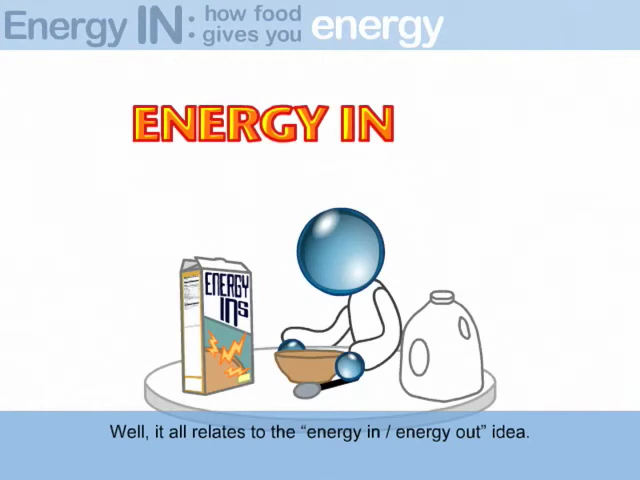 Energy IN: how food gives you energy
ENERGY IN
ENERGY
INS
Well, it all relates to the “energy in / energy out” idea.